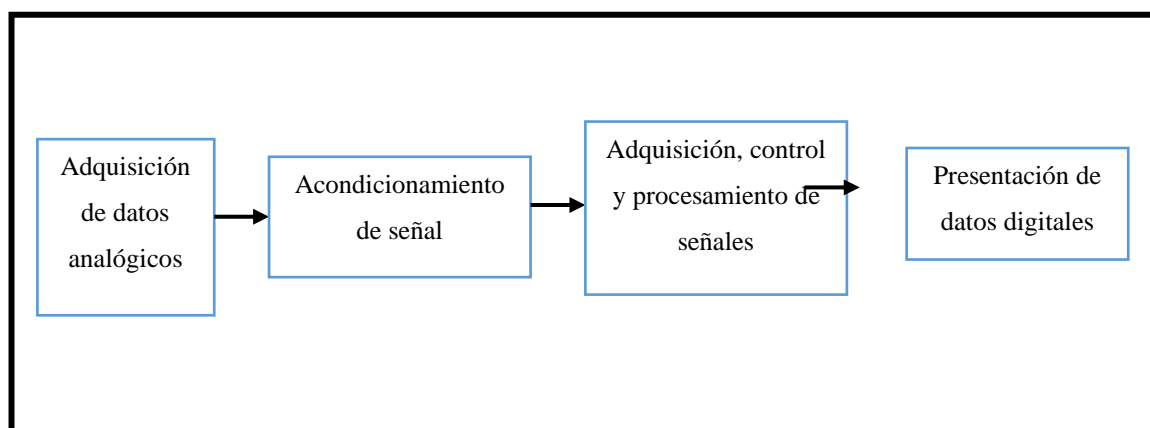 Adquisición
de datos
analógicos
Acondicionamiento
de señal
Adquisición, control
y procesamiento de
señales
Presentación de
datos digitales